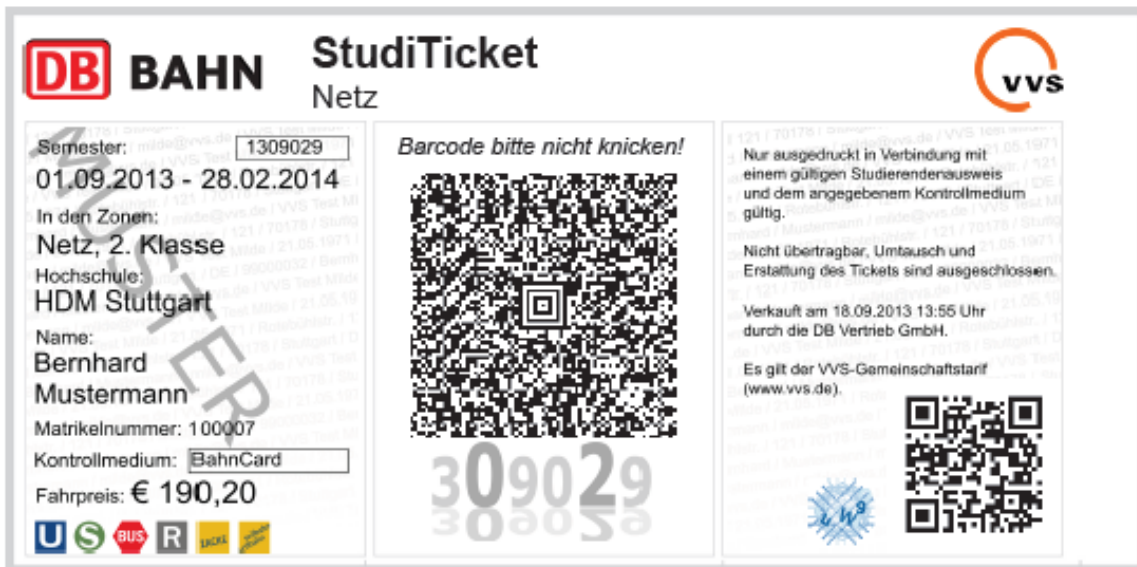 DB BAHN
StudiTicket
Netz
vvs
Semester: 1309029
01.09.2013 - 28.02.2014
In den Zonen:
Netz, 2. Klasse
Hochschule:
HDM Stuttgart
Name:
Bernhard
Mustermann
Matrikelnummer: 100007
Kontrollmedium: BahnCard
Fahrpreis: € 190,20
U S BUS R ZACKE
MUSTER
Barcode bitte nicht knicken!
309029
Nur ausgedruckt in Verbindung mit
einem gültigen Studierendenausweis
und dem angegebenem Kontrollmedium
gültig.
Nicht übertragbar, Umtausch und
Erstattung des Tickets sind ausgeschlossen.
Verkauft am 18.09.2013 13:55 Uhr
durch die DB Vertrieb GmbH.
Es gilt der VVS-Gemeinschaftstarif
(www.vvs.de).